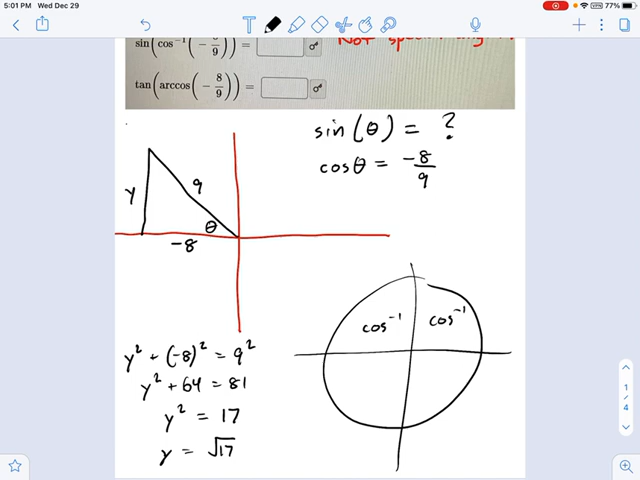 5:01 PM Wed Dec 29
77%
sin(cos⁻¹(− /9)) =
Not
tan(arccos(−8/9)) =
sin(θ) = ?
cosθ = −8/9
y
9
θ
−8
cos⁻¹ cos⁻¹
y² + (−8)² = 9²
y² + 64 = 81
y² = 17
y = √17
1
/
4